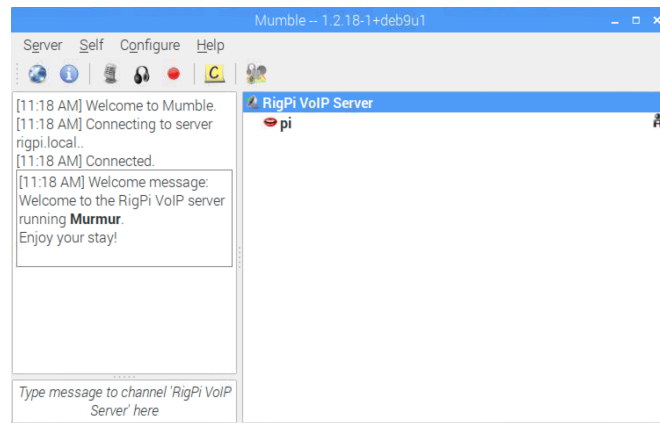 Mumble -- 1.2.18-1+deb9u1
Server Self Configure Help
C
[11:18 AM] Welcome to Mumble.
[11:18 AM] Connecting to server
rigpi.local..
[11:18 AM] Connected.
[11:18 AM] Welcome message:
Welcome to the RigPi VoIP server
running Murmur.
Enjoy your stay!
Type message to channel 'RigPi VoIP
Server' here
RigPi VoIP Server
pi